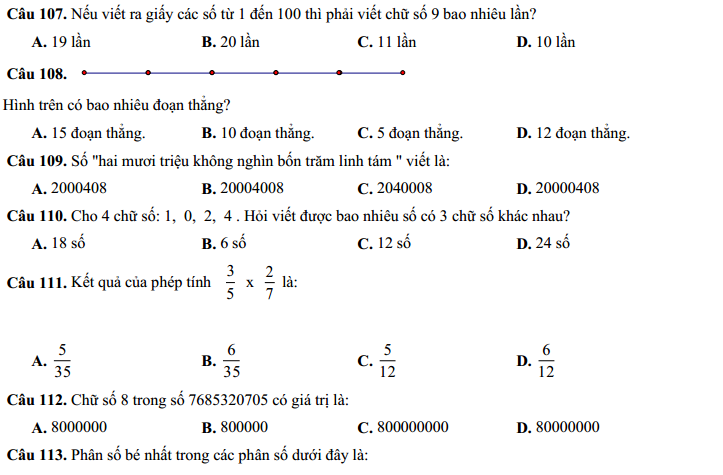 Câu 107. Nếu viết ra giấy các số từ 1 đến 100 thì phải viết chữ số 9 bao nhiêu lần?
A. 19 lần B. 20 lần C. 11 lần D. 10 lần
Câu 108.
Hình trên có bao nhiêu đoạn thẳng?
A. 15 đoạn thẳng. B. 10 đoạn thẳng. C. 5 đoạn thẳng. D. 12 đoạn thẳng.
Câu 109. Số "hai mươi triệu không nghìn bốn trăm linh tám " viết là:
A. 2000408 B. 20004008 C. 2040008 D. 20000408
Câu 110. Cho 4 chữ số: 1, 0, 2, 4 . Hỏi viết được bao nhiêu số có 3 chữ số khác nhau?
A. 18 số B. 6 số C. 12 số D. 24 số
Câu 111. Kết quả của phép tính 3/5 x 2/7 là:
A. 5/35 B. 6/35 C. 5/12 D. 6/12
Câu 112. Chữ số 8 trong số 7685320705 có giá trị là:
A. 8000000 B. 800000 C. 800000000 D. 80000000
Câu 113. Phân số bé nhất trong các phân số dưới đây là: